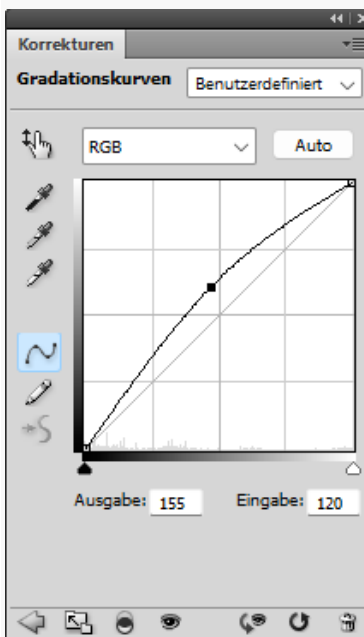 Korrekturen
Gradationskurven Benutzerdefiniert
RGB Auto
Ausgabe: 155 Eingabe: 120